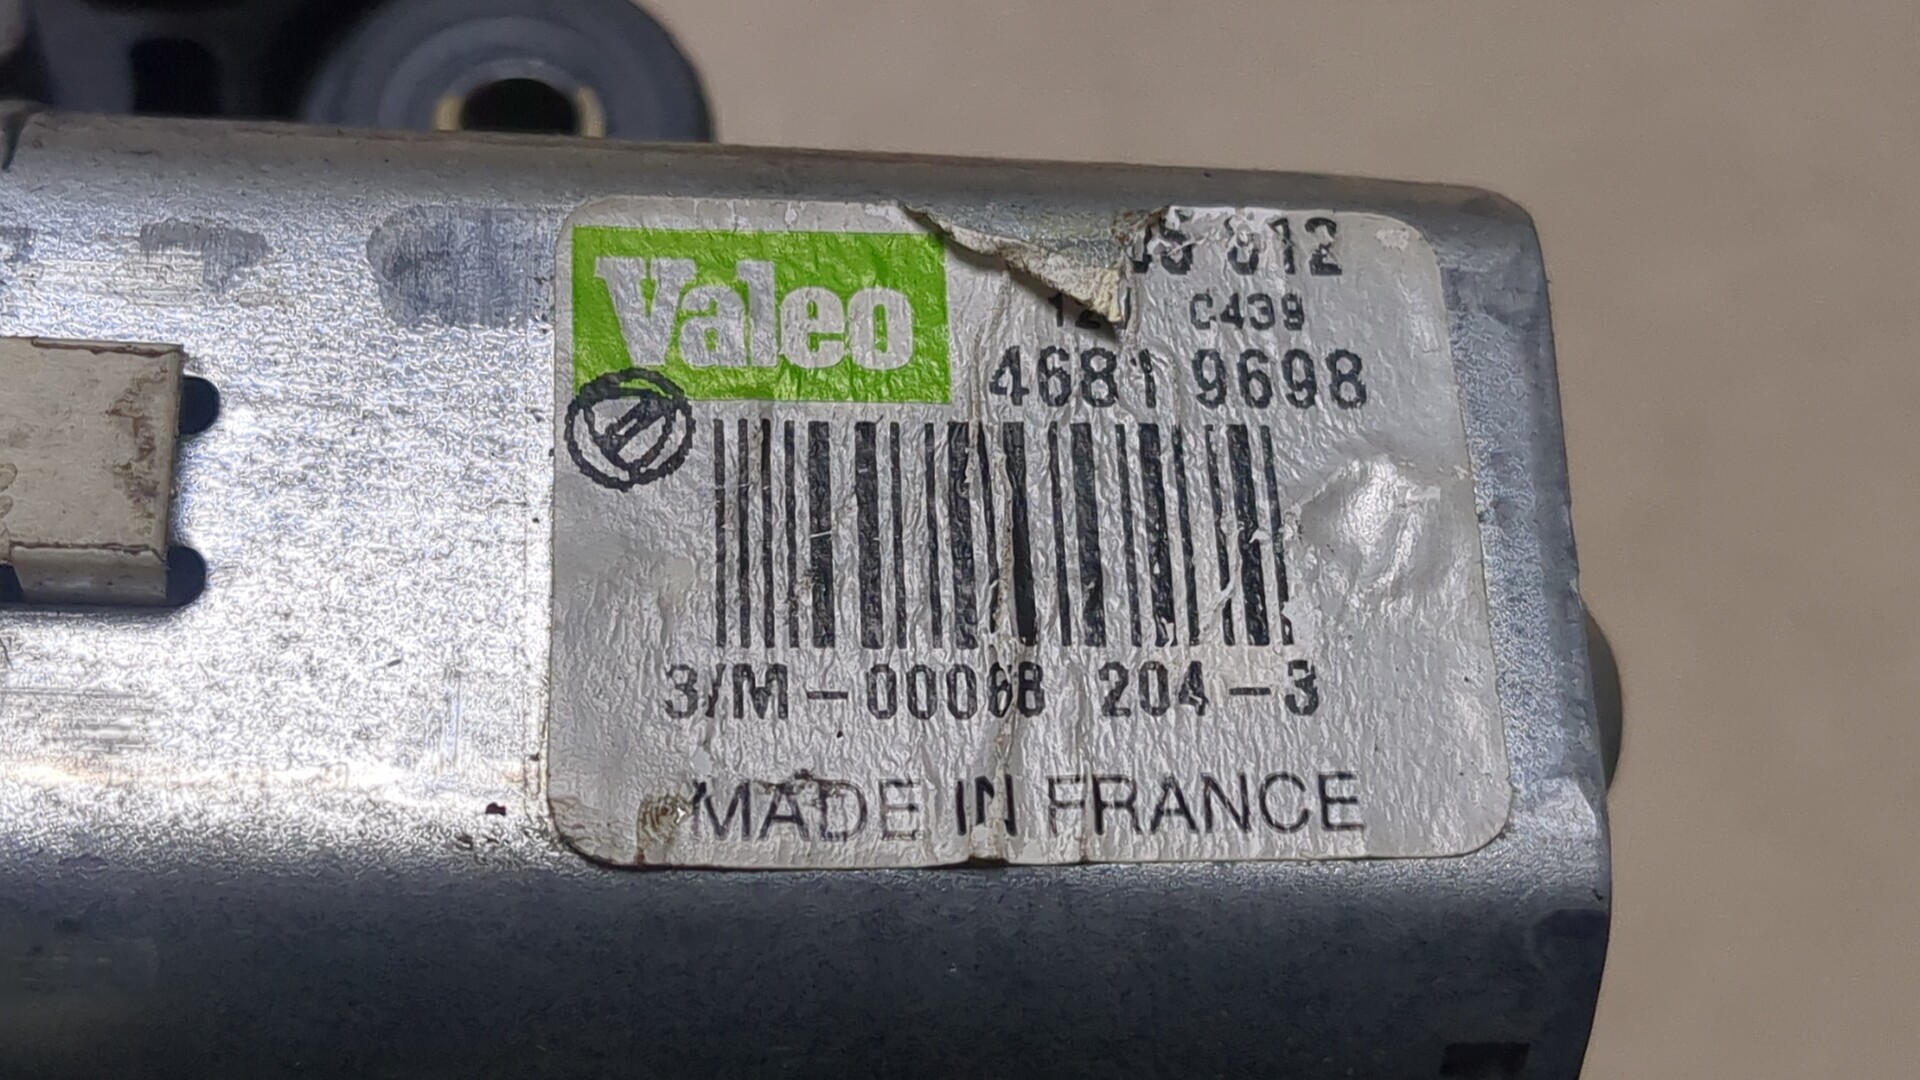 Valeo
C439
4681 9698
3/M-00068 204-3
MADE IN FRANCE